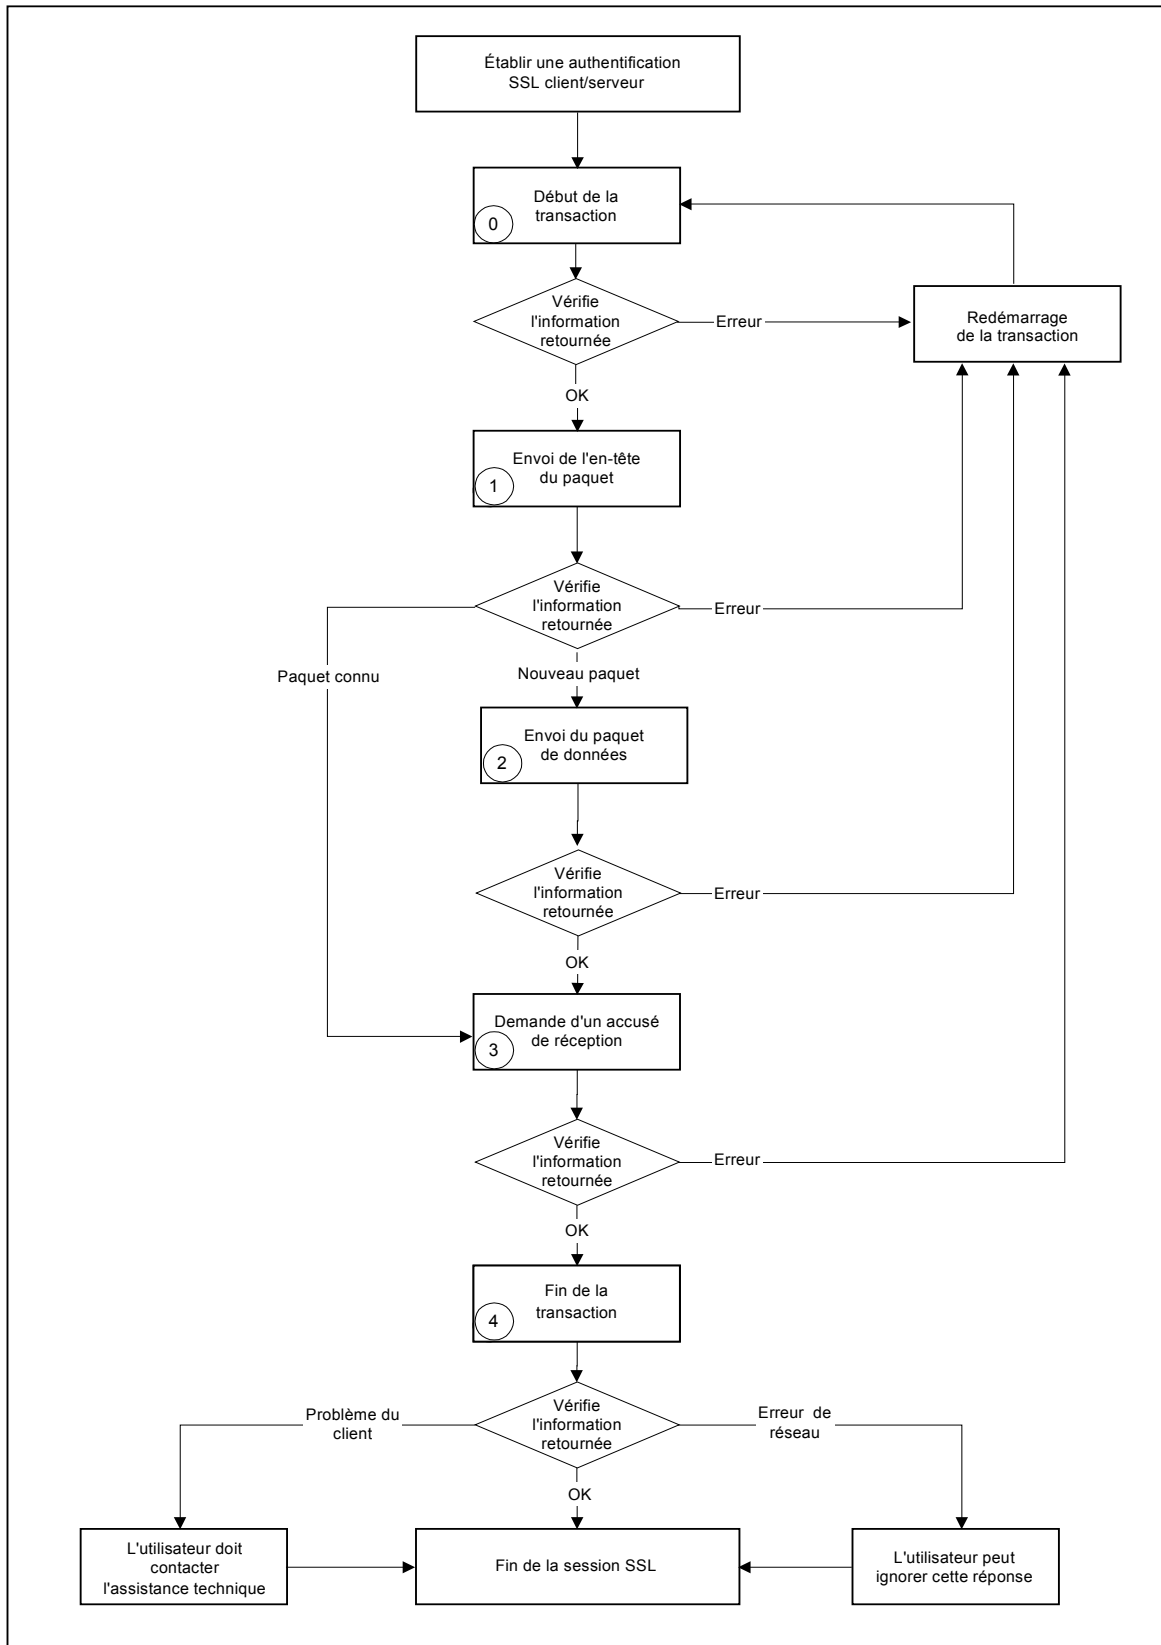 Établir une authentification
SSL client/serveur
Début de la
transaction
0
Vérifie
l'information
retournée
Erreur
Redémarrage
de la transaction
OK
Envoi de l'en-tête
du paquet
1
Vérifie
l'information
retournée
Erreur
Paquet connu
Nouveau paquet
Envoi du paquet
de données
2
Vérifie
l'information
retournée
Erreur
OK
Demande d'un accusé
de réception
3
Vérifie
l'information
retournée
Erreur
OK
Fin de la
transaction
4
Problème du
client
Vérifie
l'information
retournée
Erreur de
réseau
OK
L'utilisateur doit
contacter
l'assistance technique
Fin de la session SSL
L'utilisateur peut
ignorer cette réponse